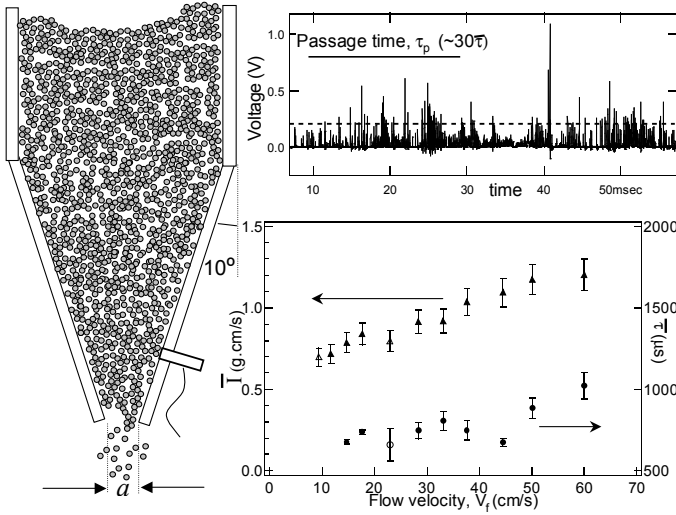 10º
a
1.0
0.5
0.0
Voltage (V)
Passage time, τp (~30τ̄)
10
20
30
40
50msec
time
1.5
1.0
0.5
0.0
Ī (g.cm/s)
2000
1500
1000
500
τ̄ (μs)
0
10
20
30
40
50
60
70
Flow velocity, Vf (cm/s)